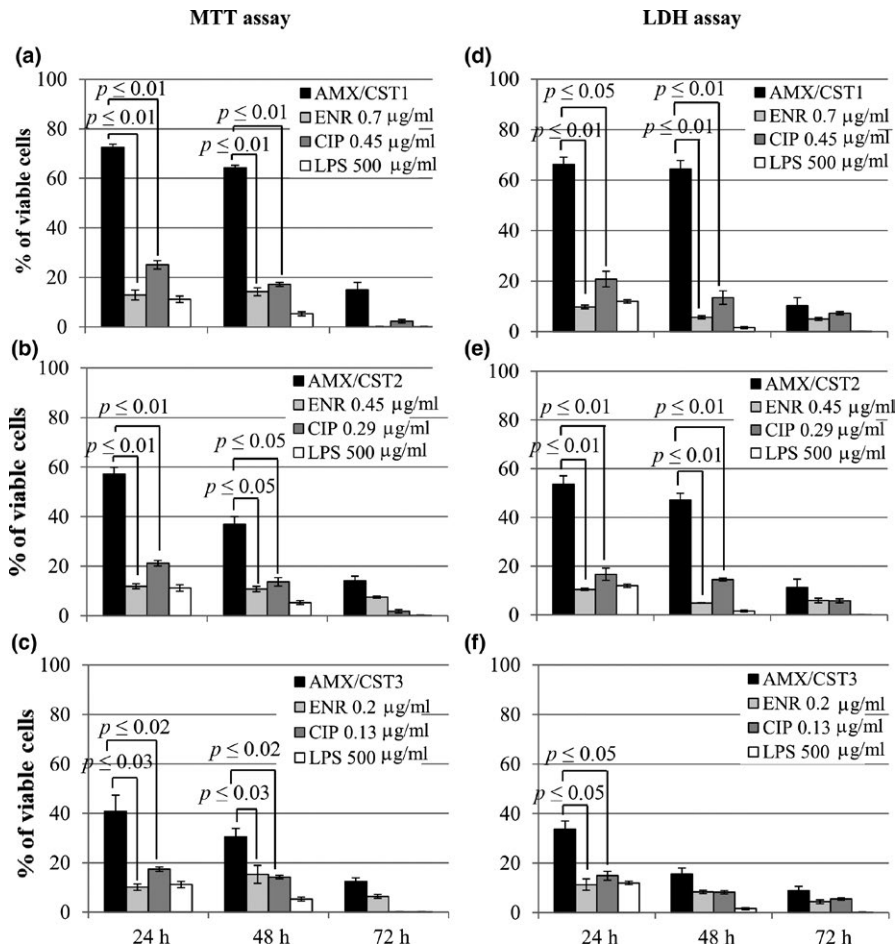 MTT assay
LDH assay
(a)
100
80
60
40
20
0
% of viable cells
p ≤ 0.01
p ≤ 0.01
p ≤ 0.01
p ≤ 0.01
AMX/CST1
ENR 0.7 µg/ml
CIP 0.45 µg/ml
LPS 500 µg/ml
(d)
100
80
60
40
20
0
p ≤ 0.05
p ≤ 0.01
p ≤ 0.01
p ≤ 0.01
AMX/CST1
ENR 0.7 µg/ml
CIP 0.45 µg/ml
LPS 500 µg/ml
(b)
100
80
60
40
20
0
% of viable cells
p ≤ 0.01
p ≤ 0.01
p ≤ 0.05
p ≤ 0.05
AMX/CST2
ENR 0.45 µg/ml
CIP 0.29 µg/ml
LPS 500 µg/ml
(e)
100
80
60
40
20
0
p ≤ 0.01
p ≤ 0.01
p ≤ 0.01
p ≤ 0.01
AMX/CST2
ENR 0.45 µg/ml
CIP 0.29 µg/ml
LPS 500 µg/ml
(c)
100
80
60
40
20
0
% of viable cells
p ≤ 0.02
p ≤ 0.03
p ≤ 0.02
p ≤ 0.03
AMX/CST3
ENR 0.2 µg/ml
CIP 0.13 µg/ml
LPS 500 µg/ml
24 h 48 h 72 h
(f)
100
80
60
40
20
0
p ≤ 0.05
p ≤ 0.05
AMX/CST3
ENR 0.2 µg/ml
CIP 0.13 µg/ml
LPS 500 µg/ml
24 h 48 h 72 h